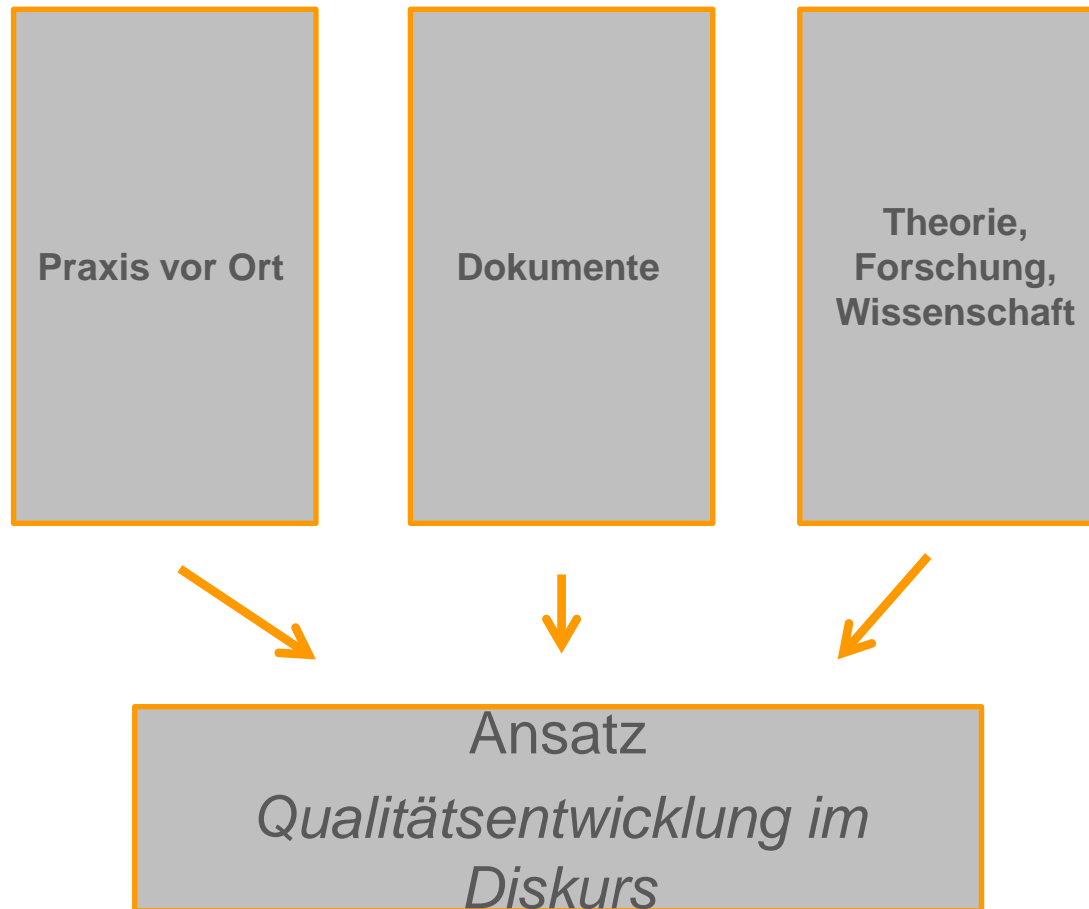 Praxis vor Ort
Dokumente
Theorie,
Forschung,
Wissenschaft
Ansatz
Qualitätsentwicklung im
Diskurs